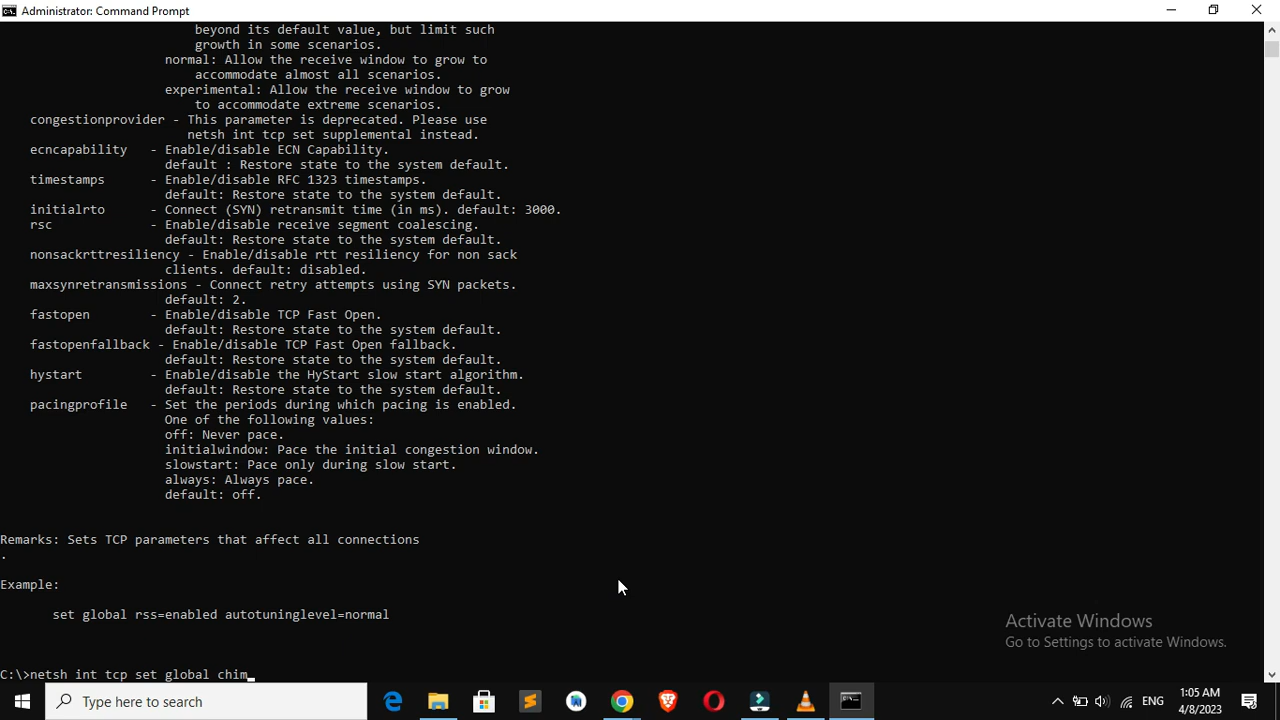 Administrator: Command Prompt
beyond its default value, but limit such
growth in some scenarios.
normal: Allow the receive window to grow to
accommodate almost all scenarios.
experimental: Allow the receive window to grow
to accommodate extreme scenarios.
congestionprovider - This parameter is deprecated. Please use
netsh int tcp set supplemental instead.
ecncapability - Enable/disable ECN Capability.
default : Restore state to the system default.
timestamps - Enable/disable RFC 1323 timestamps.
default: Restore state to the system default.
initialrto - Connect (SYN) retransmit time (in ms). default: 3000.
rsc - Enable/disable receive segment coalescing.
default: Restore state to the system default.
nonsackrttresiliency - Enable/disable rtt resiliency for non sack
clients. default: disabled.
maxsynretransmissions - Connect retry attempts using SYN packets.
default: 2.
fastopen - Enable/disable TCP Fast Open.
default: Restore state to the system default.
fastopenfallback - Enable/disable TCP Fast Open fallback.
default: Restore state to the system default.
hystart - Enable/disable the HyStart slow start algorithm.
default: Restore state to the system default.
pacingprofile - Set the periods during which pacing is enabled.
One of the following values:
off: Never pace.
initialwindow: Pace the initial congestion window.
slowstart: Pace only during slow start.
always: Always pace.
default: off.
Remarks: Sets TCP parameters that affect all connections
.
Example:
set global rss=enabled autotuninglevel=normal
Activate Windows
Go to Settings to activate Windows.
C:\>netsh int tcp set global chim_
Type here to search
ENG
1:05 AM
4/8/2023